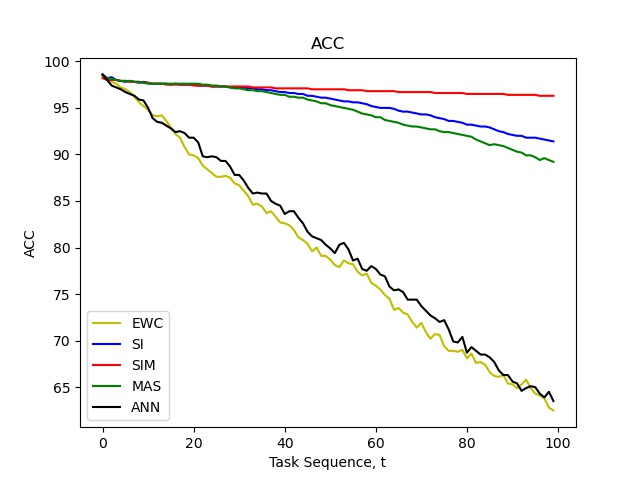 ACC
100
95
90
85
80
75
70
65
ACC
EWC
SI
SIM
MAS
ANN
0 20 40 60 80 100
Task Sequence, t